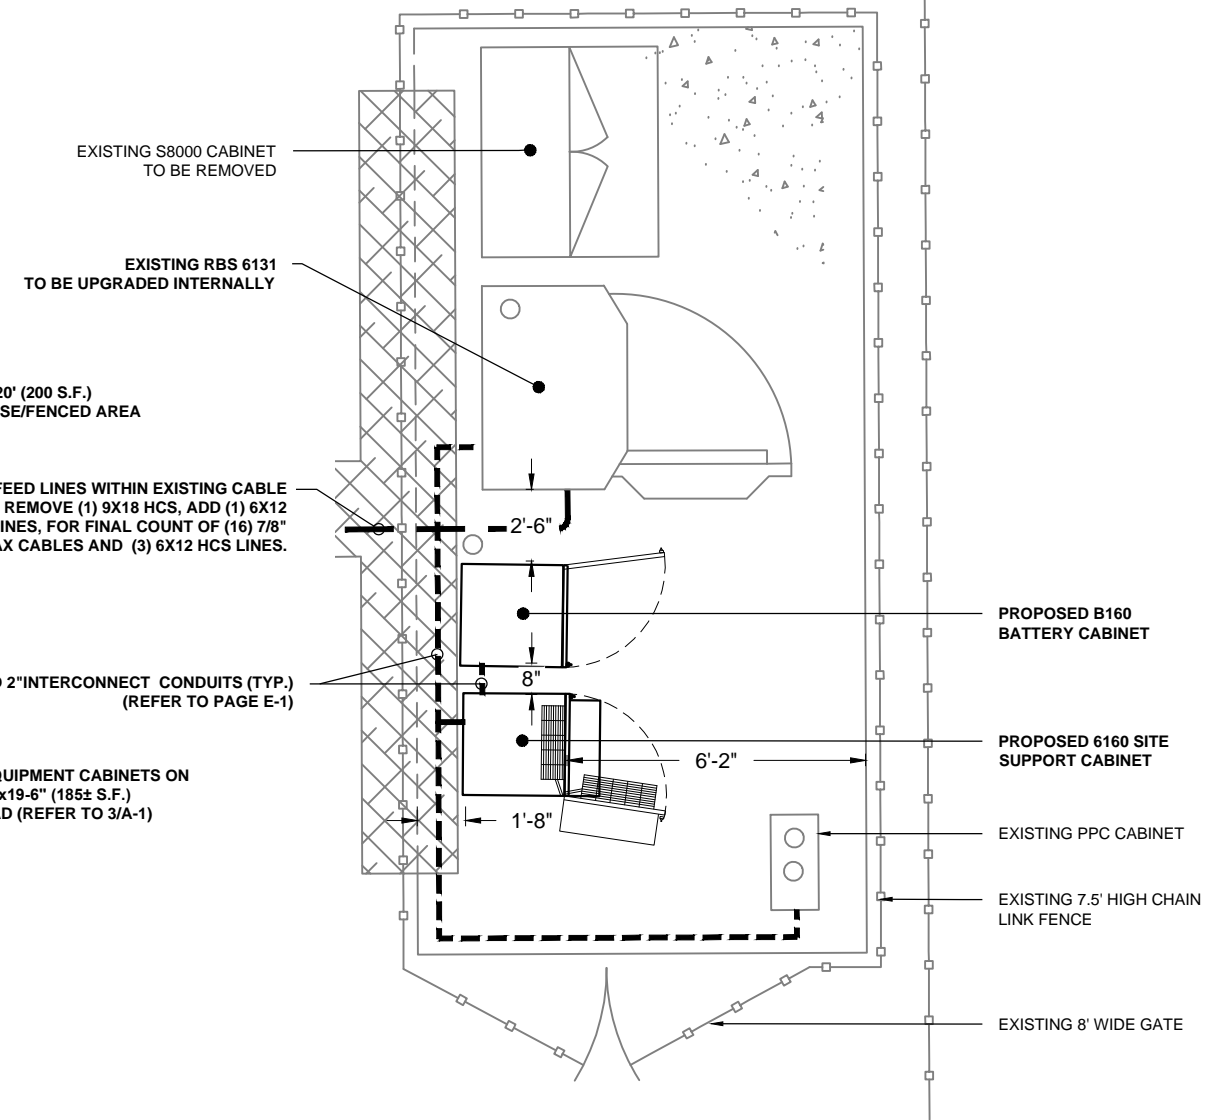 EXISTING S8000 CABINET
TO BE REMOVED
EXISTING RBS 6131
TO BE UPGRADED INTERNALLY
20' (200 S.F.)
SE/FENCED AREA
FEED LINES WITHIN EXISTING CABLE
REMOVE (1) 9X18 HCS, ADD (1) 6X12
INES, FOR FINAL COUNT OF (16) 7/8"
AX CABLES AND (3) 6X12 HCS LINES.
2'-6"
PROPOSED B160
BATTERY CABINET
8"
2"INTERCONNECT CONDUITS (TYP.)
(REFER TO PAGE E-1)
PROPOSED 6160 SITE
SUPPORT CABINET
6'-2"
QUIPMENT CABINETS ON
x19-6" (185± S.F.)
D (REFER TO 3/A-1)
1'-8"
EXISTING PPC CABINET
EXISTING 7.5' HIGH CHAIN
LINK FENCE
EXISTING 8' WIDE GATE